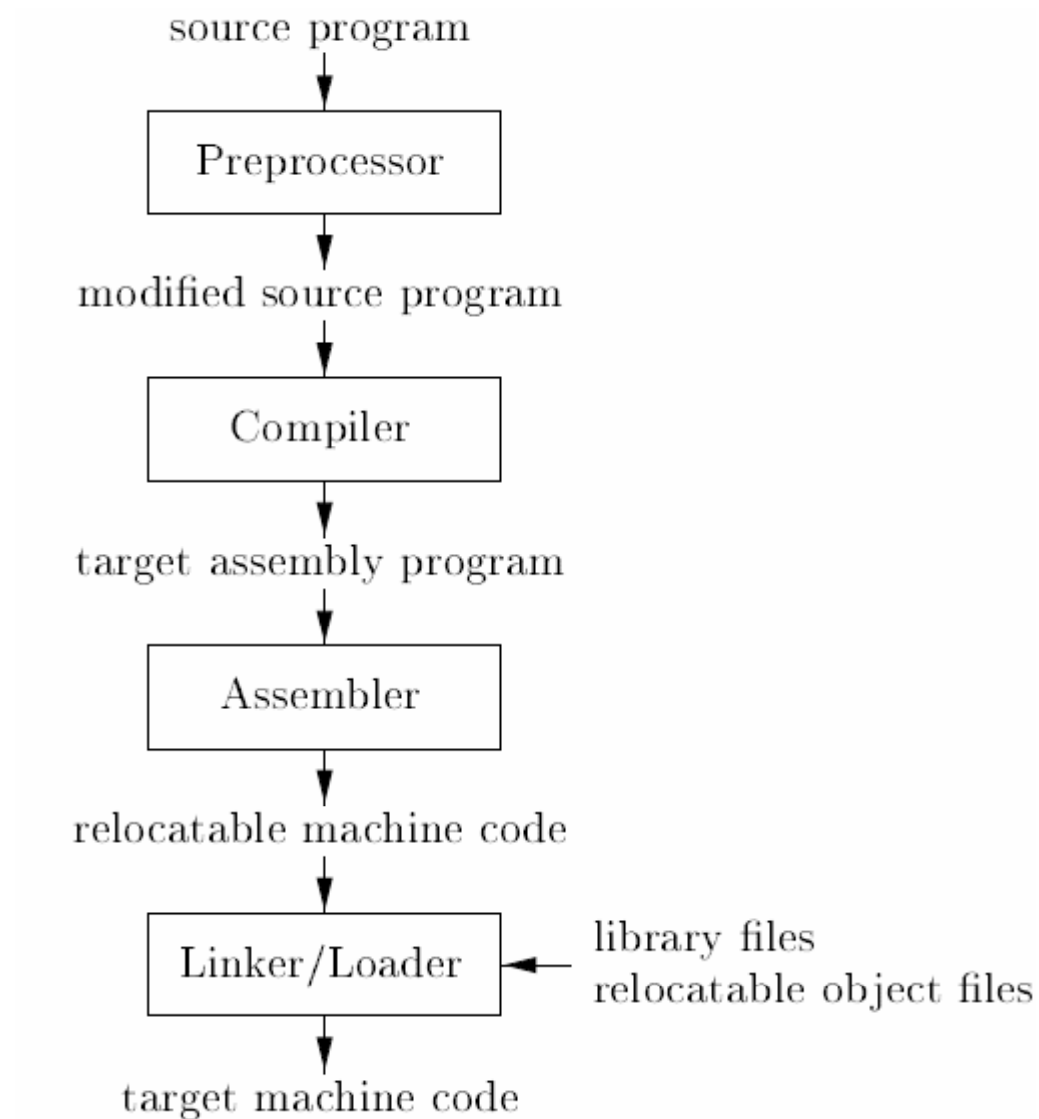 source program
Preprocessor
modified source program
Compiler
target assembly program
Assembler
relocatable machine code
Linker/Loader
library files
relocatable object files
target machine code